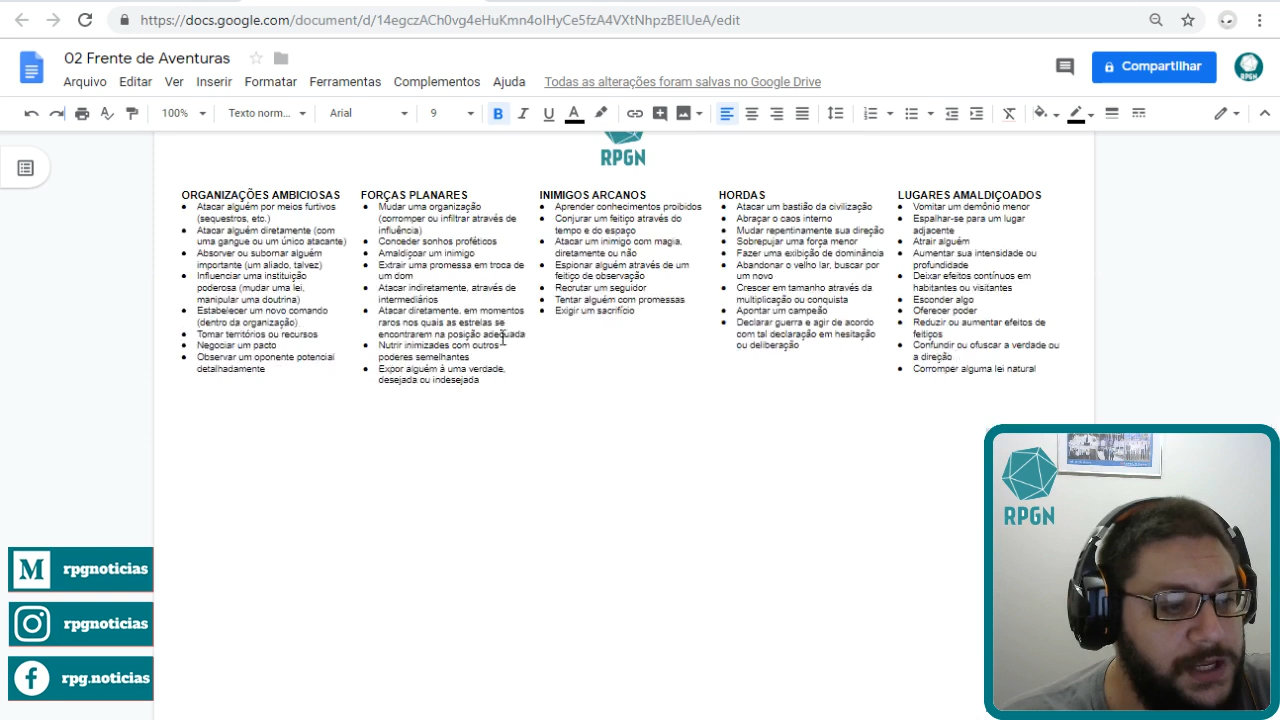 https://docs.google.com/document/d/14egczACh0vg4eHuKmn4oIHyCe5fzA4VXtNhpzBEIUeA/edit
02 Frente de Aventuras
Arquivo Editar Ver Inserir Formatar Ferramentas Complementos Ajuda Todas as alterações foram salvas no Google Drive
Compartilhar
RPGN
100% Texto norm... Arial 9 B I U A
RPGN
ORGANIZAÇÕES AMBICIOSAS
Atacar alguém por meios furtivos
(sequestros, etc.)
Atacar alguém diretamente (com
uma gangue ou um único atacante)
Absorver ou subornar alguém
importante (um aliado, talvez)
Influenciar uma instituição
poderosa (mudar uma lei,
manipular uma doutrina)
Estabelecer um novo comando
(dentro da organização)
Tomar territórios ou recursos
Negociar um pacto
Observar um oponente potencial
detalhadamente
FORÇAS PLANARES
Mudar uma organização
(corromper ou infiltrar através de
influência)
Conceder sonhos proféticos
Amaldiçoar um inimigo
Extrair uma promessa em troca de
um dom
Atacar indiretamente, através de
intermediários
Atacar diretamente, em momentos
raros nos quais as estrelas se
encontrarem na posição adequada
Nutrir inimizades com outros
poderes semelhantes
Expor alguém à uma verdade,
desejada ou indesejada
INIMIGOS ARCANOS
Aprender conhecimentos proibidos
Conjurar um feitiço através do
tempo e do espaço
Atacar um inimigo com magia,
diretamente ou não
Espionar alguém através de um
feitiço de observação
Recrutar um seguidor
Tentar alguém com promessas
Exigir um sacrifício
HORDAS
Atacar um bastião da civilização
Abraçar o caos interno
Mudar repentinamente sua direção
Sobrepujar uma força menor
Fazer uma exibição de dominância
Abandonar o velho lar, buscar por
um novo
Crescer em tamanho através da
multiplicação ou conquista
Apontar um campeão
Declarar guerra e agir de acordo
com tal declaração em hesitação
ou deliberação
LUGARES AMALDIÇOADOS
Vomitar um demônio menor
Espalhar-se para um lugar
adjacente
Atrair alguém
Aumentar sua intensidade ou
profundidade
Deixar efeitos contínuos em
habitantes ou visitantes
Esconder algo
Oferecer poder
Reduzir ou aumentar efeitos de
feitiços
Confundir ou ofuscar a verdade ou
a direção
Corromper alguma lei natural
M rpgnoticias
rpgnoticias
f rpg.noticias
RPGN